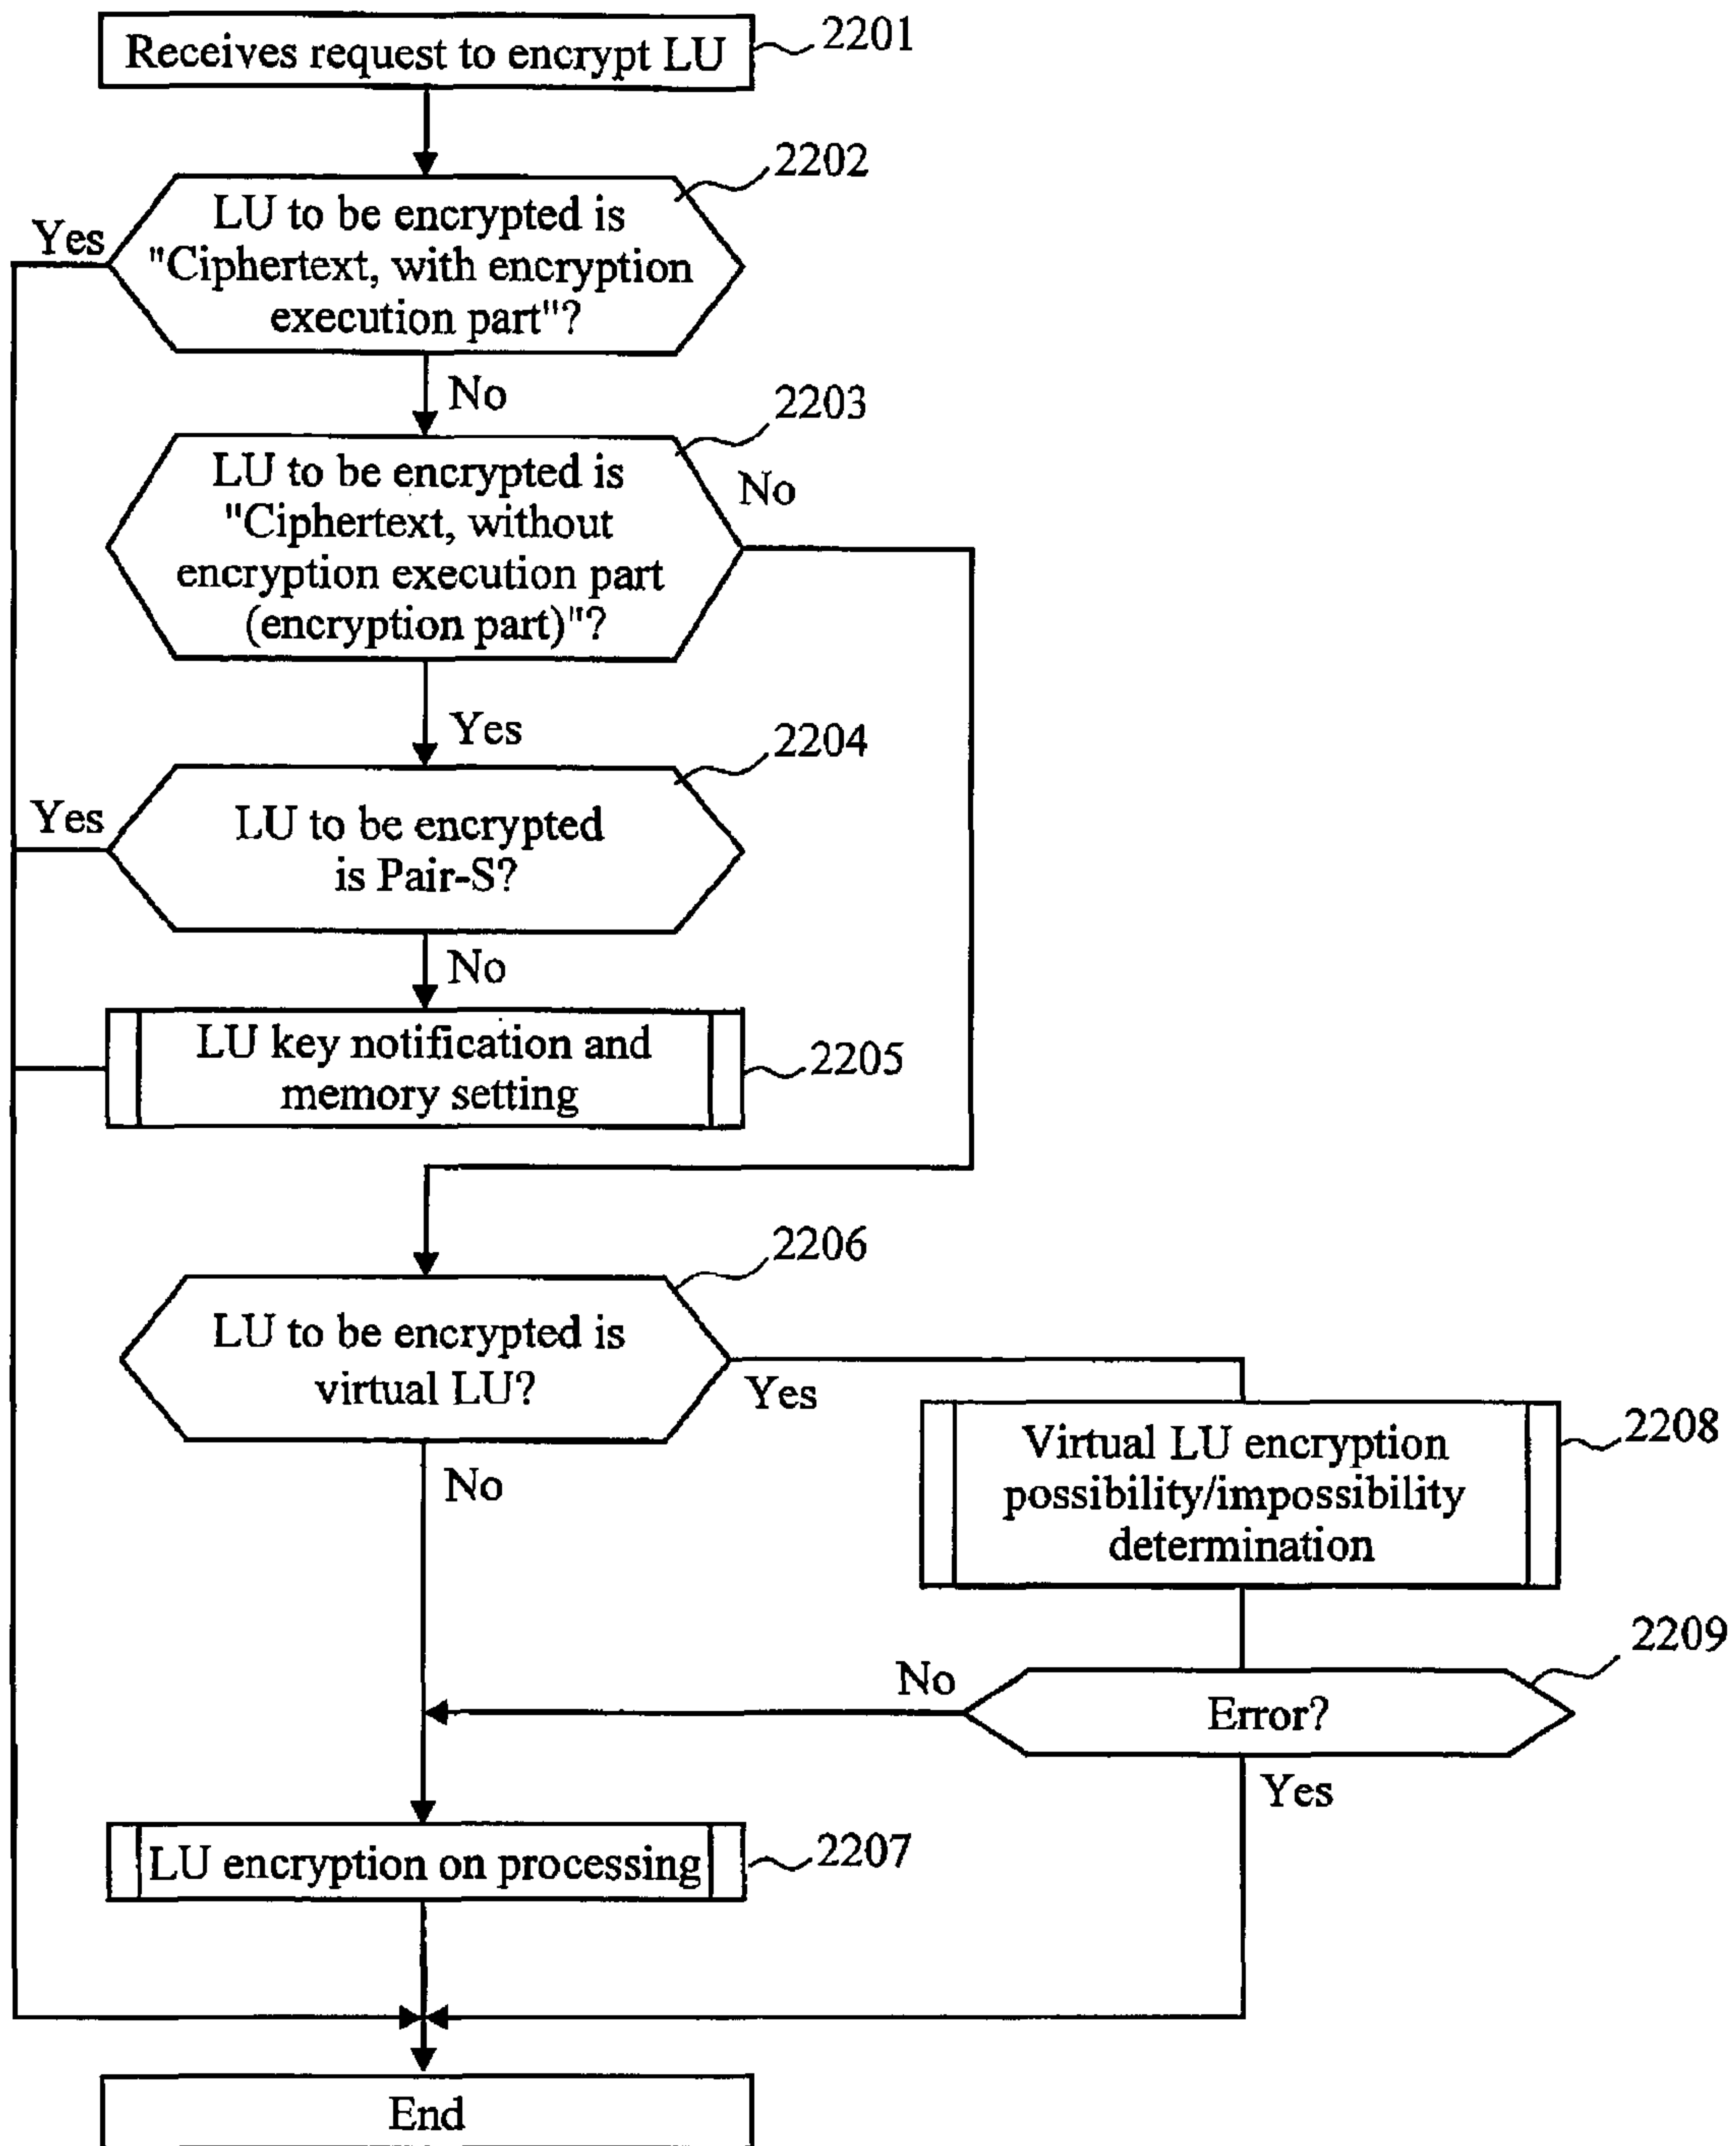 Receives request to encrypt LU
2201
2202
LU to be encrypted is
"Ciphertext, with encryption
execution part"?
Yes
No
2203
LU to be encrypted is
"Ciphertext, without
encryption execution part
(encryption part)"?
No
Yes
2204
LU to be encrypted
is Pair-S?
Yes
No
LU key notification and
memory setting
2205
2206
LU to be encrypted is
virtual LU?
Yes
No
Virtual LU encryption
possibility/impossibility
determination
2208
2209
Error?
No
Yes
LU encryption on processing
2207
End